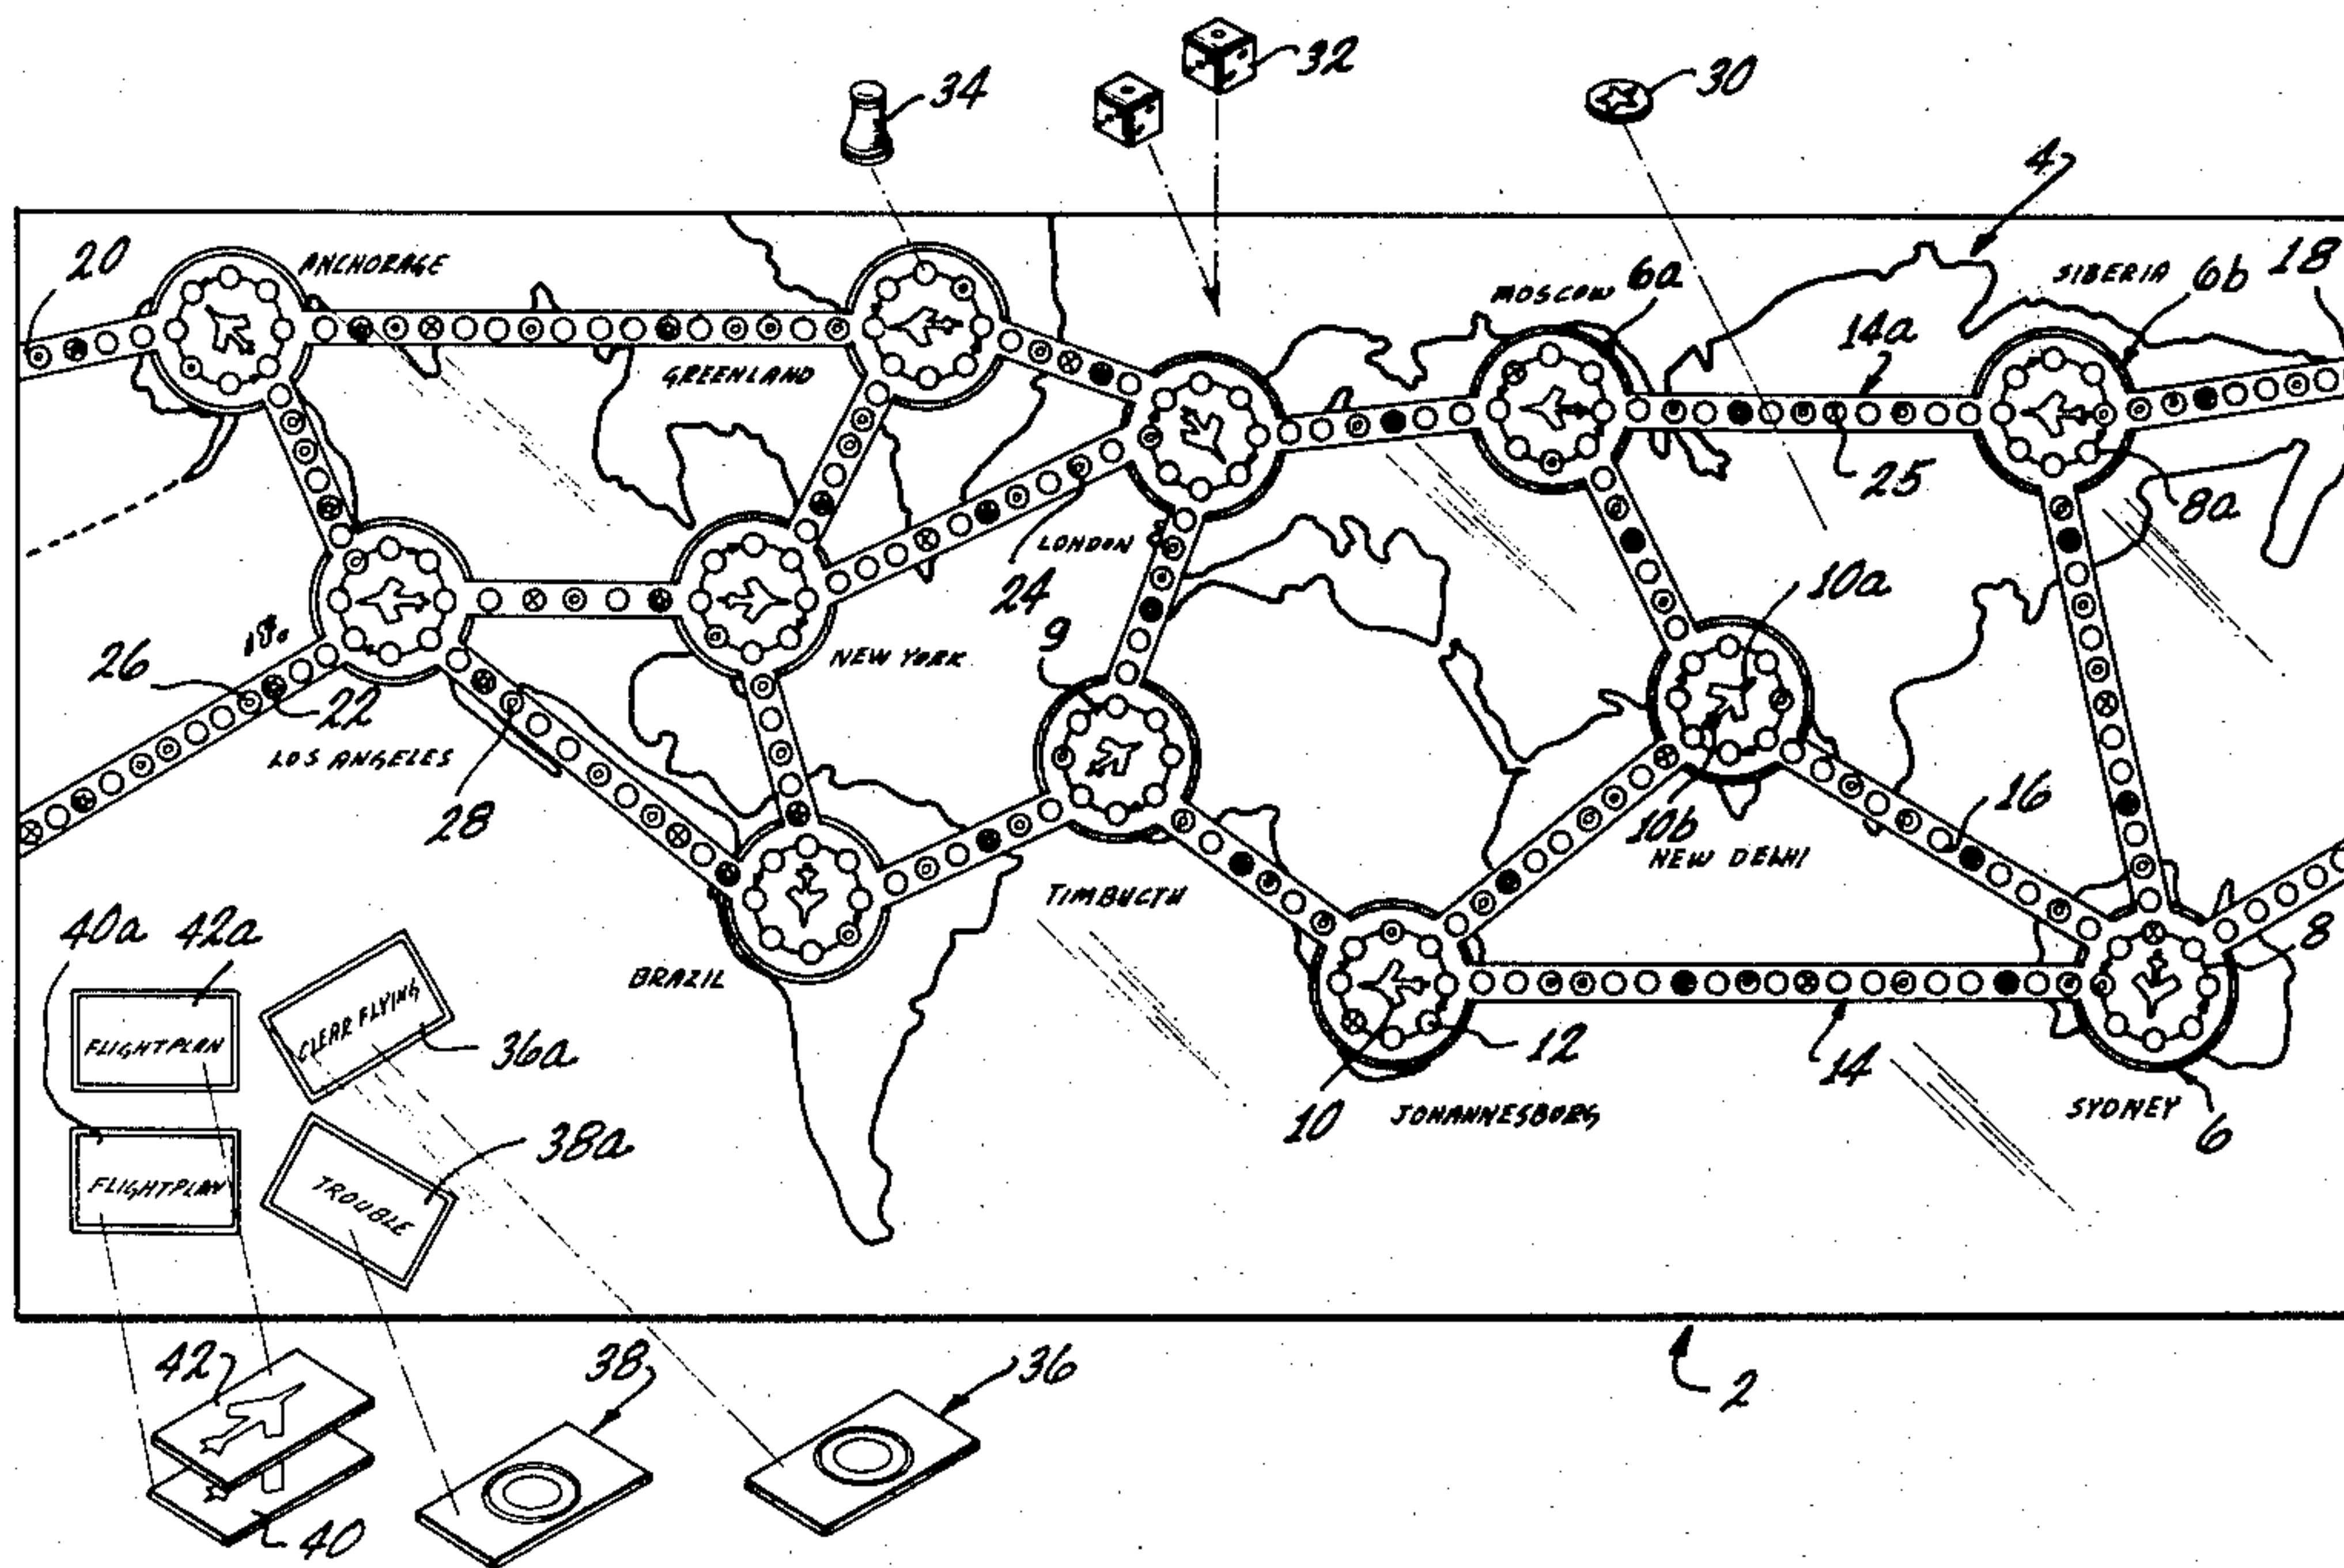 34
32
30
4
20
ANCHORAGE
MOSCOW
6a
SIBERIA
6b
18
GREENLAND
14a
25
8a
LONDON
24
10a
9
26
22
NEW YORK
LOS ANGELES
28
10b
16
NEW DELHI
TIMBUCTU
40a
42a
BRAZIL
8
FLIGHTPLAN
CLEAR FLYING
36a
12
14
10
JOHANNESBURG
SYDNEY
6
38a
FLIGHTPLAN
TROUBLE
42
38
36
2
40